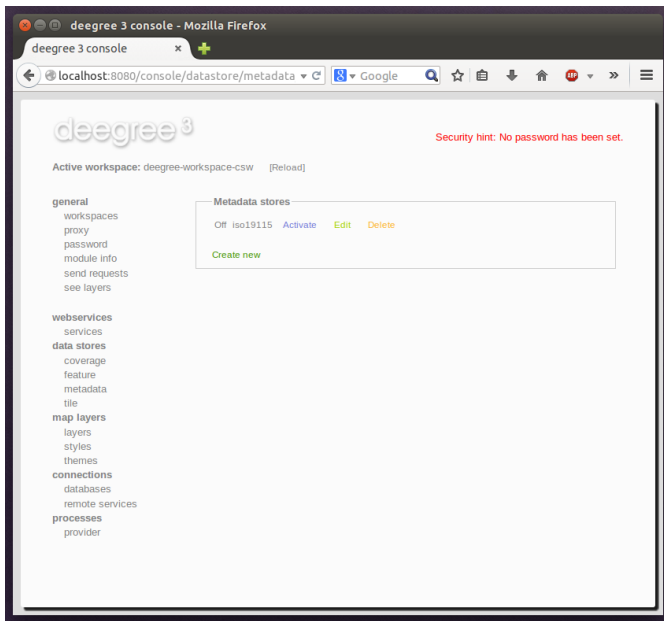 deegree 3 console - Mozilla Firefox
deegree 3 console
localhost:8080/console/datastore/metadata
Google
ABP
deegree 3
Security hint: No password has been set.
Active workspace: deegree-workspace-csw [Reload]
general
workspaces
proxy
password
module info
send requests
see layers
webservices
services
data stores
coverage
feature
metadata
tile
map layers
layers
styles
themes
connections
databases
remote services
processes
provider
Metadata stores
Off iso19115 Activate Edit Delete
Create new